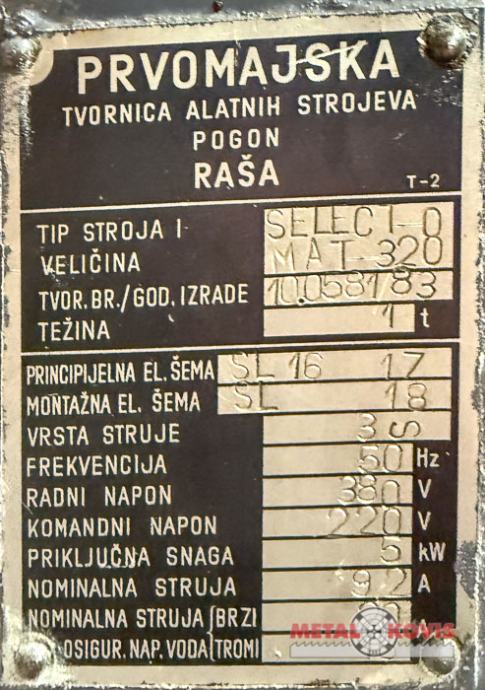 PRVOMAJSKA
TVORNICA ALATNIH STROJEVA
POGON
RAŠA
T-2
TIP STROJA I SELECT-O
VELIČINA MAT-320
TVOR. BR./GOD. IZRADE 10.0581/83
TEŽINA 1 t
PRINCIPIJELNA EL. ŠEMA SL 16 17
MONTAŽNA EL. ŠEMA SL 18
VRSTA STRUJE 3 S
FREKVENCIJA 50 Hz
RADNI NAPON 380 V
KOMANDNI NAPON 220 V
PRIKLJUČNA SNAGA 5 kW
NOMINALNA STRUJA 9,2 A
NOMINALNA STRUJA BRZI
OSIGUR. NAP. VODA TROMI
METAL KOVIS